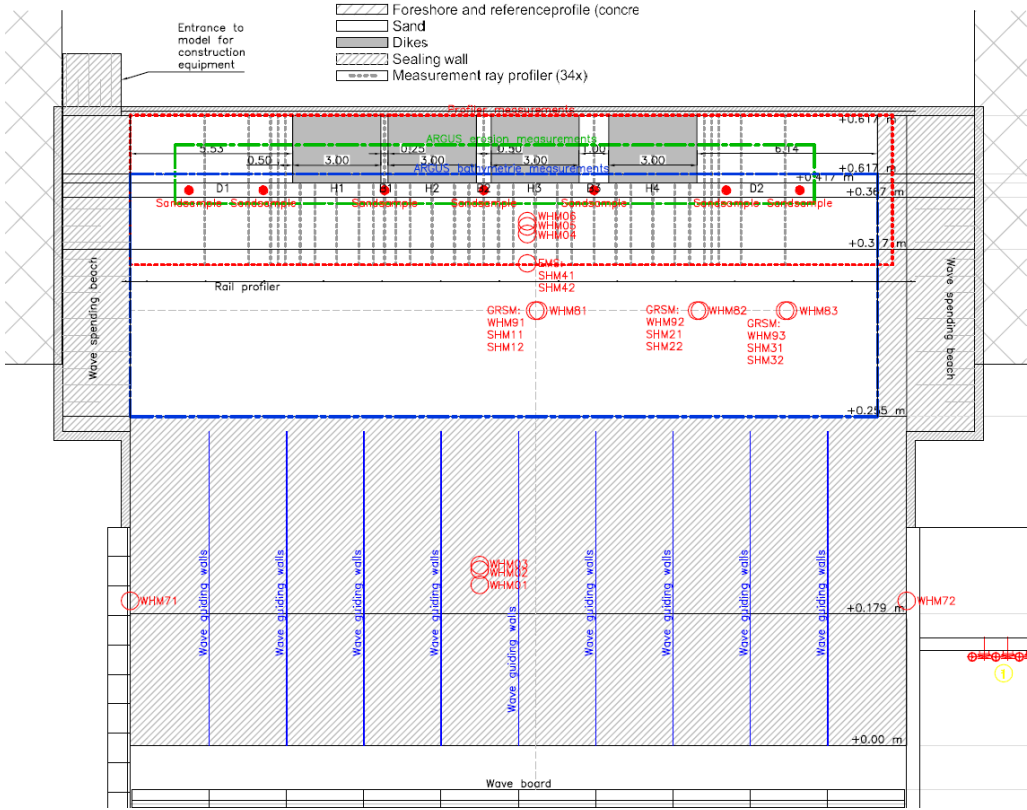 Foreshore and referenceprofile (concre
Sand
Dikes
Sealing wall
Measurement ray profiler (34x)
Entrance to
model for
construction
equipment
Profiler measurements
+0.617 m
ARGUS erosion measurements
5.53
0.25
0.50
1.00
6.14
0.50
3.00
3.00
3.00
3.00
ARGUS bathymetrie measurements
+0.617 m
+0.417 m
+0.367 m
D1
H1
B1
H2
B2
H3
B3
H4
D2
Sandsample
Sandsample
Sandsample
Sandsample
Sandsample
Sandsample
Sandsample
WHM06
WHM05
WHM04
+0.317 m
EMS:
SHM41
SHM42
Rail profiler
Wave spending beach
Wave spending beach
GRSM:
WHM91
SHM11
SHM12
WHM81
GRSM:
WHM92
SHM21
SHM22
WHM82
GRSM:
WHM93
SHM31
SHM32
WHM83
+0.255 m
Wave guiding walls
Wave guiding walls
Wave guiding walls
Wave guiding walls
Wave guiding walls
Wave guiding walls
Wave guiding walls
Wave guiding walls
Wave guiding walls
WHM03
WHM02
WHM01
WHM71
WHM72
+0.179 m
1
+0.00 m
Wave board